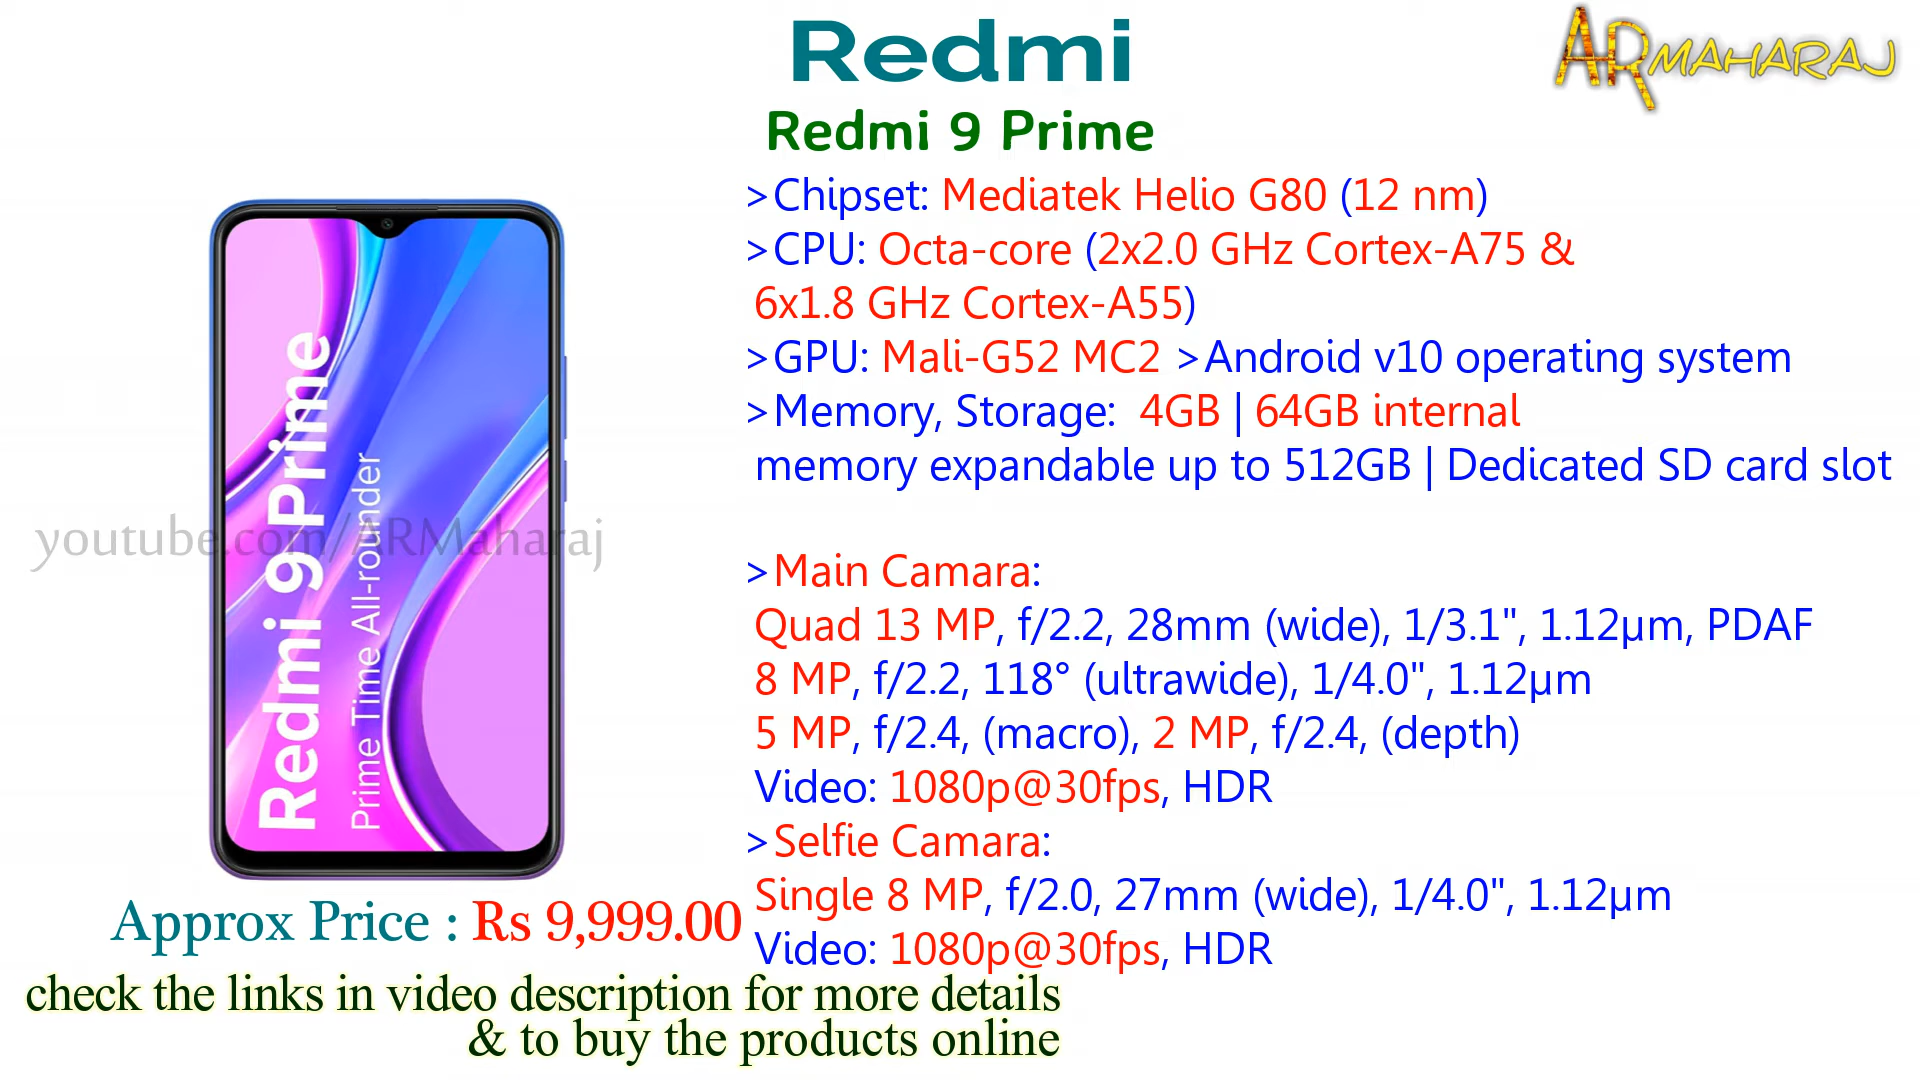 Redmi
ARMAHARAJ
Redmi 9 Prime
>Chipset: Mediatek Helio G80 (12 nm)
>CPU: Octa-core (2x2.0 GHz Cortex-A75 &
6x1.8 GHz Cortex-A55)
>GPU: Mali-G52 MC2 >Android v10 operating system
>Memory, Storage: 4GB | 64GB internal
memory expandable up to 512GB | Dedicated SD card slot
>Main Camara:
Quad 13 MP, f/2.2, 28mm (wide), 1/3.1", 1.12µm, PDAF
8 MP, f/2.2, 118° (ultrawide), 1/4.0", 1.12µm
5 MP, f/2.4, (macro), 2 MP, f/2.4, (depth)
Video: 1080p@30fps, HDR
>Selfie Camara:
Single 8 MP, f/2.0, 27mm (wide), 1/4.0", 1.12µm
Video: 1080p@30fps, HDR
Redmi 9 Prime
Prime Time All-rounder
youtube.com/ARMaharaj
Approx Price : Rs 9,999.00
check the links in video description for more details
& to buy the products online